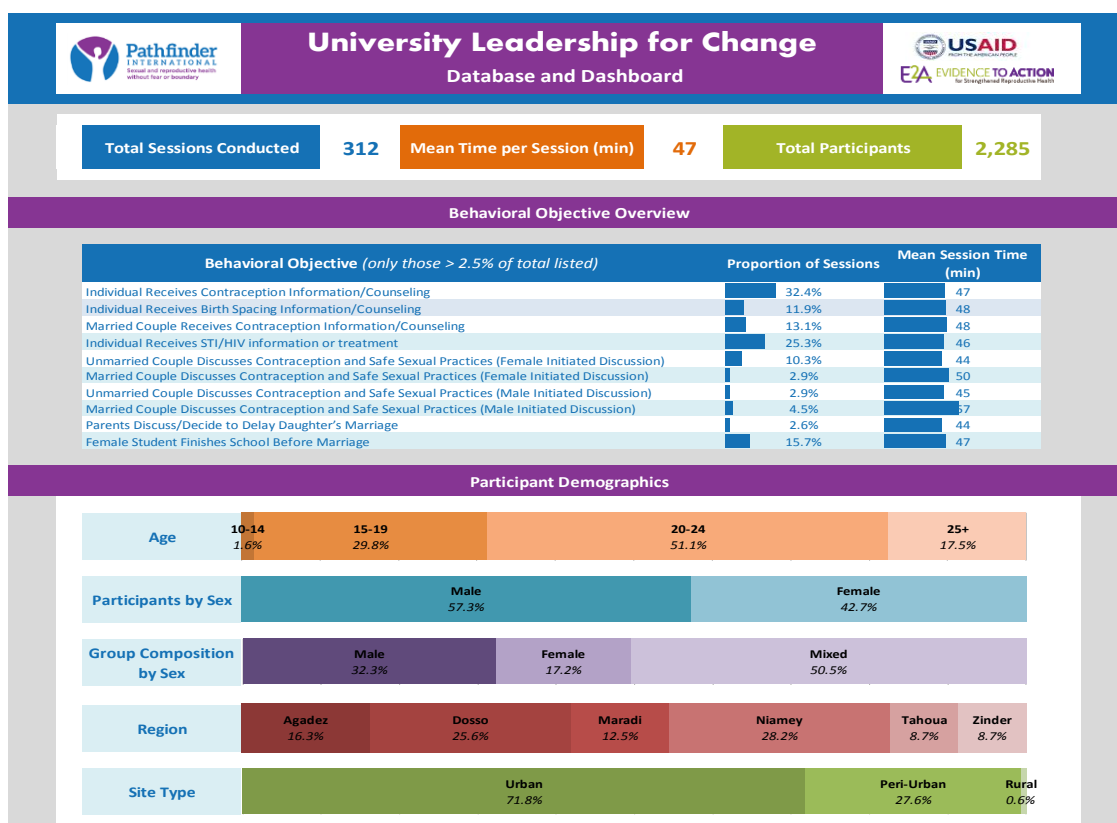 Pathfinder
INTERNATIONAL
Sexual and reproductive health
without fear or boundary
University Leadership for Change
Database and Dashboard
USAID
FROM THE AMERICAN PEOPLE
E2A EVIDENCE TO ACTION
for Strengthened Reproductive Health
Total Sessions Conducted 312 Mean Time per Session (min) 47 Total Participants 2,285
Behavioral Objective Overview
Behavioral Objective (only those > 2.5% of total listed) Proportion of Sessions Mean Session Time
(min)
Individual Receives Contraception Information/Counseling 32.4% 47
Individual Receives Birth Spacing Information/Counseling 11.9% 48
Married Couple Receives Contraception Information/Counseling 13.1% 48
Individual Receives STI/HIV information or treatment 25.3% 46
Unmarried Couple Discusses Contraception and Safe Sexual Practices (Female Initiated Discussion) 10.3% 44
Married Couple Discusses Contraception and Safe Sexual Practices (Female Initiated Discussion) 2.9% 50
Unmarried Couple Discusses Contraception and Safe Sexual Practices (Male Initiated Discussion) 2.9% 45
Married Couple Discusses Contraception and Safe Sexual Practices (Male Initiated Discussion) 4.5% 57
Parents Discuss/Decide to Delay Daughter's Marriage 2.6% 44
Female Student Finishes School Before Marriage 15.7% 47
Participant Demographics
Age
10-14 15-19 20-24 25+
1.6% 29.8% 51.1% 17.5%
Participants by Sex
Male Female
57.3% 42.7%
Group Composition
by Sex
Male Female Mixed
32.3% 17.2% 50.5%
Region
Agadez Dosso Maradi Niamey Tahoua Zinder
16.3% 25.6% 12.5% 28.2% 8.7% 8.7%
Site Type
Urban Peri-Urban Rural
71.8% 27.6% 0.6%